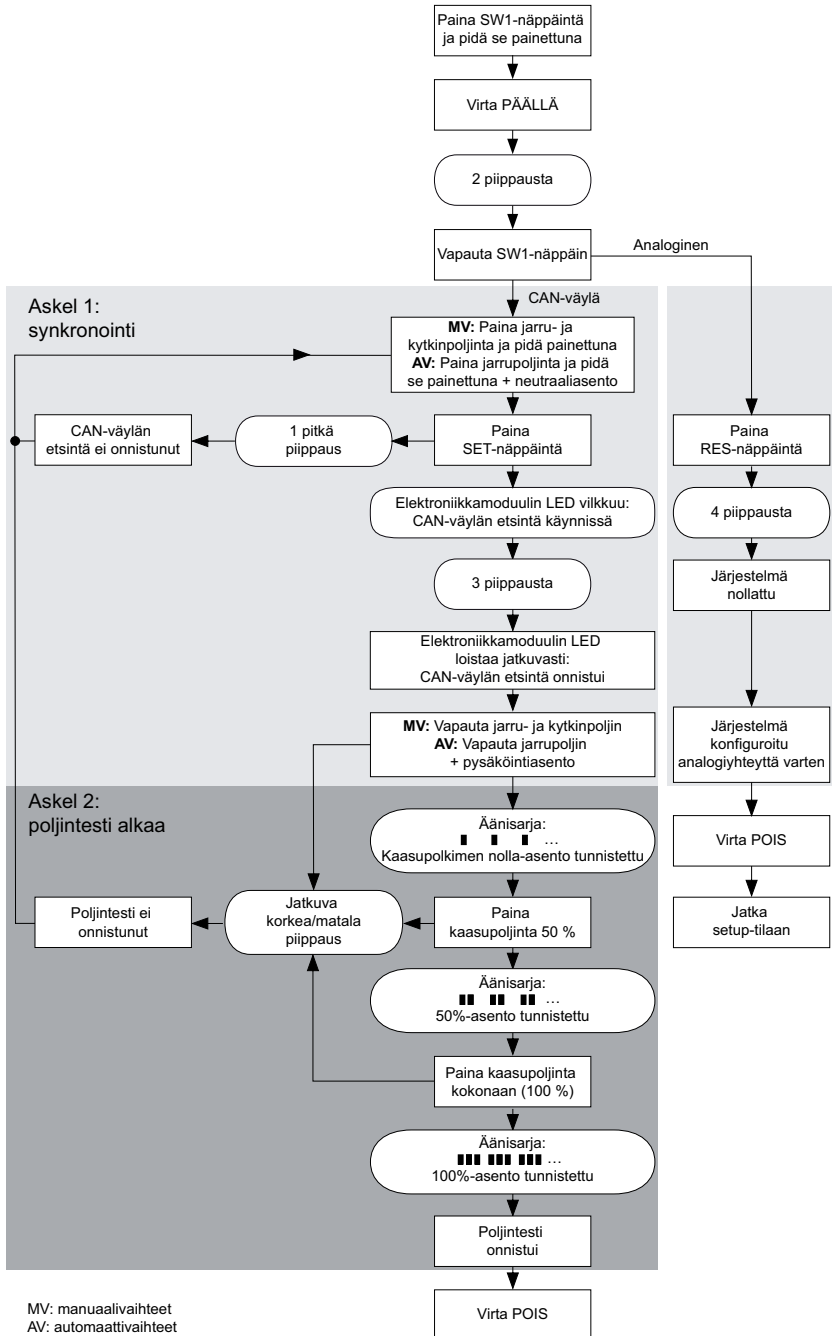 Paina SW1-näppäintä
ja pidä se painettuna
Virta PÄÄLLÄ
2 piippausta
Vapauta SW1-näppäin
Analoginen
CAN-väylä
Askel 1:
synkronointi
MV: Paina jarru- ja
kytkinpoljinta ja pidä painettuna
AV: Paina jarrupoljinta ja pidä
se painettuna + neutraaliasento
CAN-väylän
etsintä ei onnistunut
1 pitkä
piippaus
Paina
SET-näppäintä
Paina
RES-näppäintä
Elektroniikkamoduulin LED vilkkuu:
CAN-väylän etsintä käynnissä
4 piippausta
3 piippausta
Järjestelmä
nollattu
Elektroniikkamoduulin LED
loistaa jatkuvasti:
CAN-väylän etsintä onnistui
MV: Vapauta jarru- ja kytkinpoljin
AV: Vapauta jarrupoljin
+ pysäköintiasento
Järjestelmä
konfiguroitu
analogiyhteyttä varten
Askel 2:
poljintesti alkaa
Äänisarja:
...
Kaasupolkimen nolla-asento tunnistettu
Virta POIS
Poljintesti ei
onnistunut
Jatkuva
korkea/matala
piippaus
Paina
kaasupoljinta 50 %
Jatka
setup-tilaan
Äänisarja:
...
50%-asento tunnistettu
Paina kaasupoljinta
kokonaan (100 %)
Äänisarja:
...
100%-asento tunnistettu
Poljintesti
onnistui
Virta POIS
MV: manuaalivaihteet
AV: automaattivaihteet